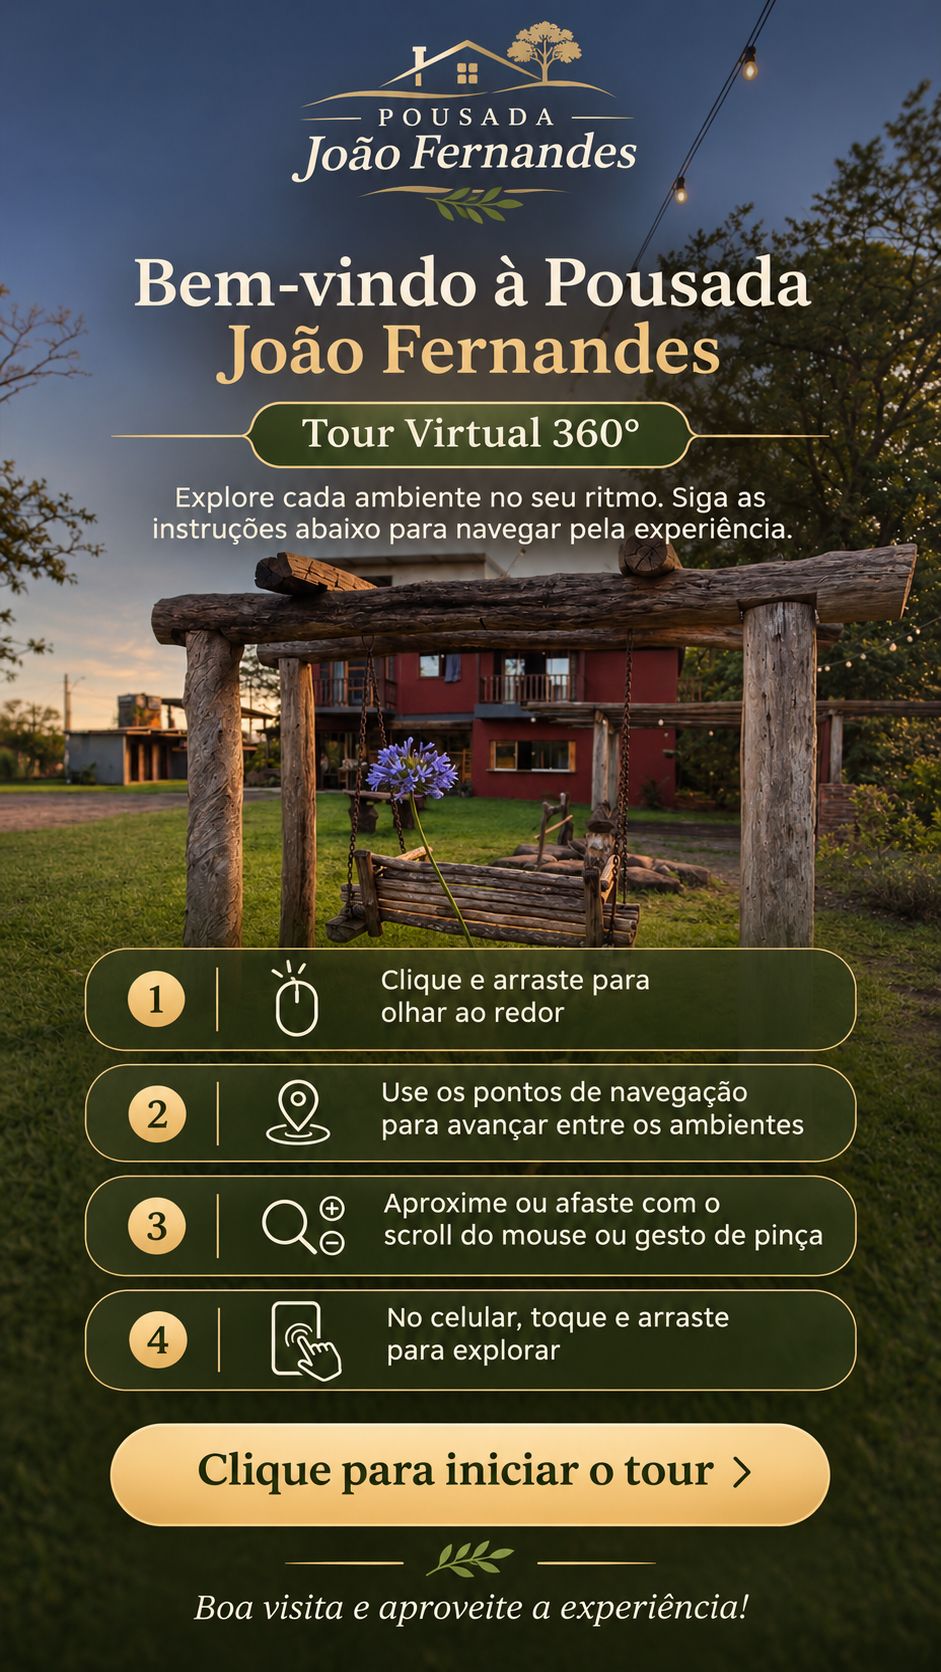 POUSADA
João Fernandes
Bem-vindo à Pousada
João Fernandes
Tour Virtual 360°
Explore cada ambiente no seu ritmo. Siga as
instruções abaixo para navegar pela experiência.
1
Clique e arraste para
olhar ao redor
2
Use os pontos de navegação
para avançar entre os ambientes
3
Aproxime ou afaste com o
scroll do mouse ou gesto de pinça
4
No celular, toque e arraste
para explorar
Clique para iniciar o tour >
Boa visita e aproveite a experiência!